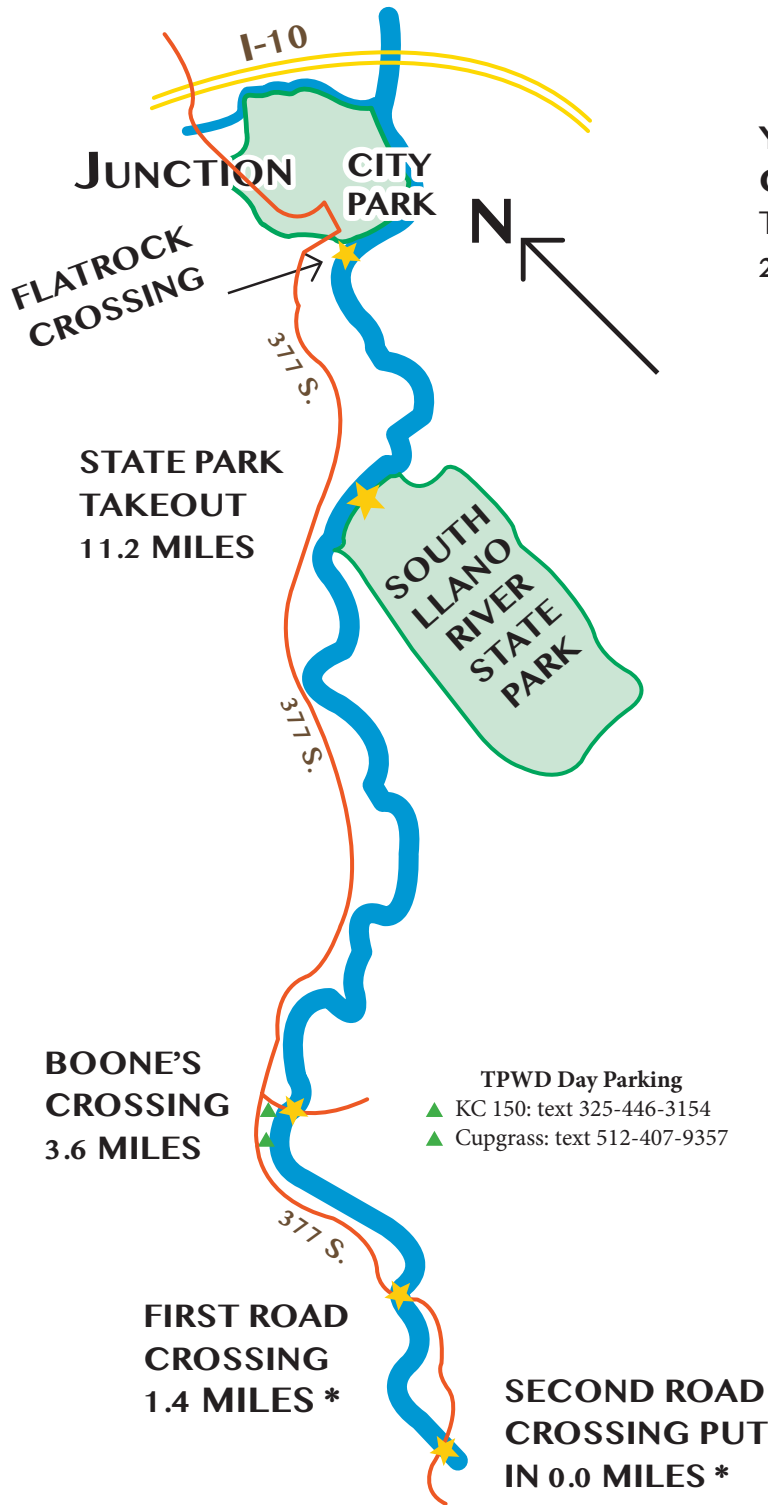 I-10
JUNCTION
CITY
PARK
N
FLATROCK
CROSSING
377 S.
STATE PARK
TAKEOUT
11.2 MILES
SOUTH
LLANO
RIVER
STATE
PARK
377 S.
BOONE'S
CROSSING
3.6 MILES
TPWD Day Parking
KC 150: text 325-446-3154
Cupgrass: text 512-407-9357
377 S.
FIRST ROAD
CROSSING
1.4 MILES *
SECOND ROAD
CROSSING PUT
IN 0.0 MILES *